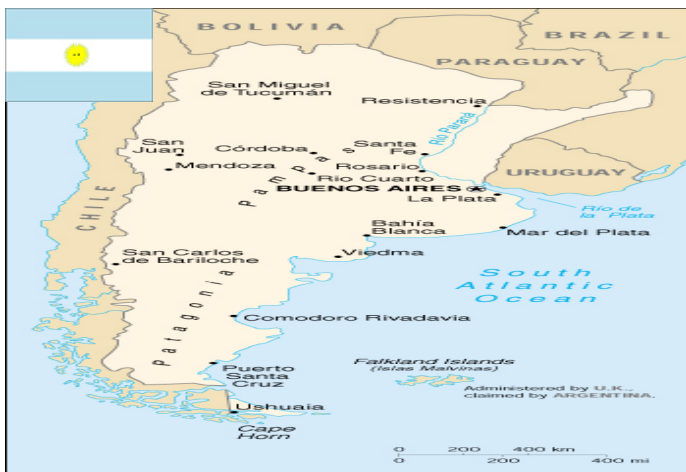 BOLIVIA
BRAZIL
PARAGUAY
San Miguel
de Tucumán
Resistencia
Río Paraná
San
Juan
Córdoba
Santa
Fe
Mendoza
Pampas
Rosario
Rio Cuarto
URUGUAY
BUENOS AIRES
La Plata
Río de
la Plata
CHILE
Bahía
Blanca
Mar del Plata
San Carlos
de Bariloche
Viedma
South
Atlantic
Ocean
Patagonia
Comodoro Rivadavia
Puerto
Santa
Cruz
Falkland Islands
(Islas Malvinas)
Administered by U.K.,
claimed by ARGENTINA.
Ushuaia
Cape
Horn
0 200 400 km
0 200 400 mi